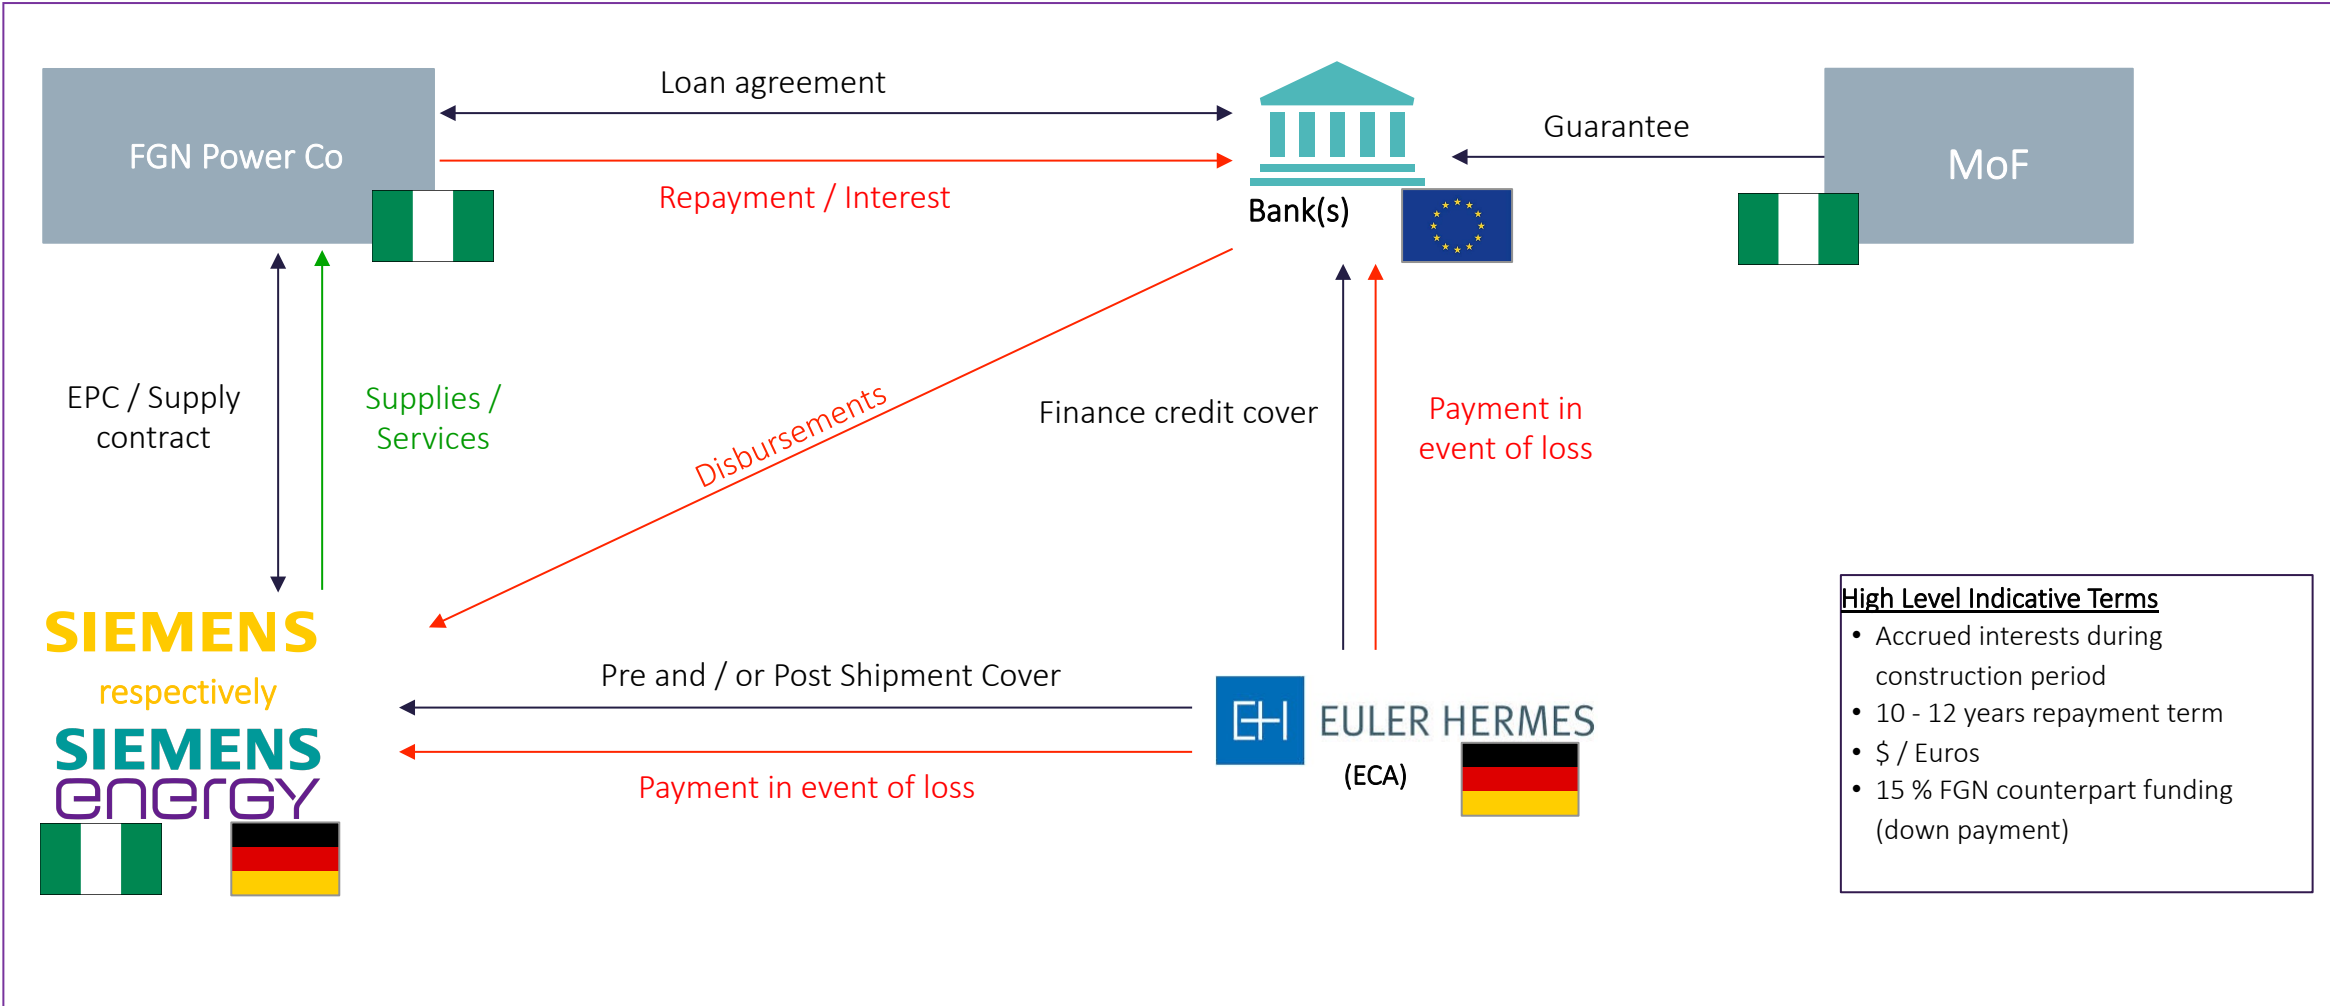 Loan agreement
FGN Power Co
Repayment / Interest
Bank(s)
Guarantee
MoF
EPC / Supply
contract
Supplies /
Services
Disbursements
Finance credit cover
Payment in
event of loss
SIEMENS
respectively
SIEMENS
energy
Pre and / or Post Shipment Cover
Payment in event of loss
EH EULER HERMES
(ECA)
High Level Indicative Terms
• Accrued interests during
construction period
• 10 - 12 years repayment term
• $ / Euros
• 15 % FGN counterpart funding
(down payment)